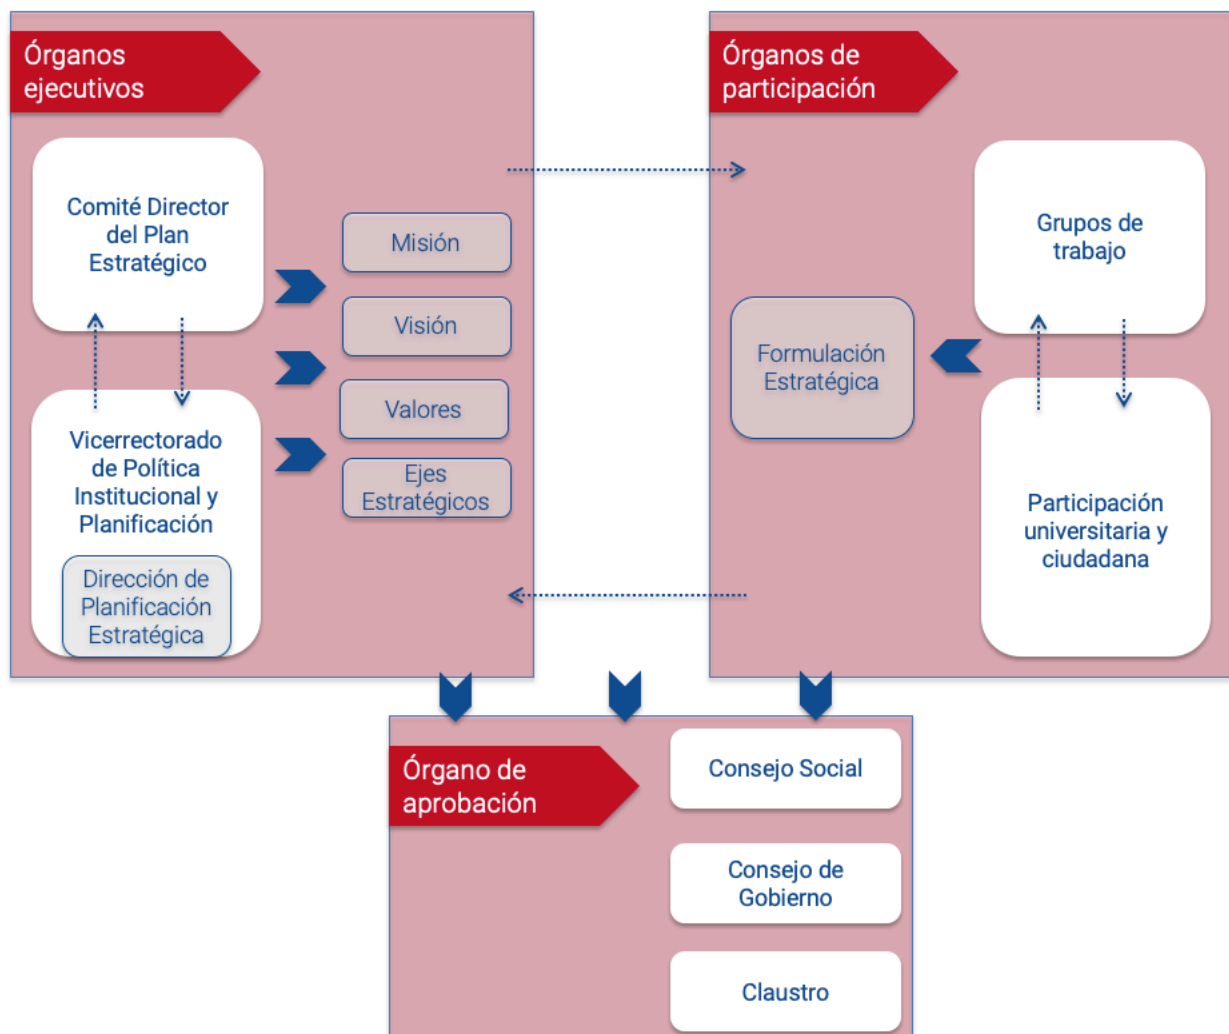 Órganos
ejecutivos
Comité Director
del Plan
Estratégico
Misión
Visión
Valores
Ejes
Estratégicos
Vicerrectorado
de Política
Institucional y
Planificación
Dirección de
Planificación
Estratégica
Órganos de
participación
Grupos de
trabajo
Formulación
Estratégica
Participación
universitaria y
ciudadana
Órgano de
aprobación
Consejo Social
Consejo de
Gobierno
Claustro